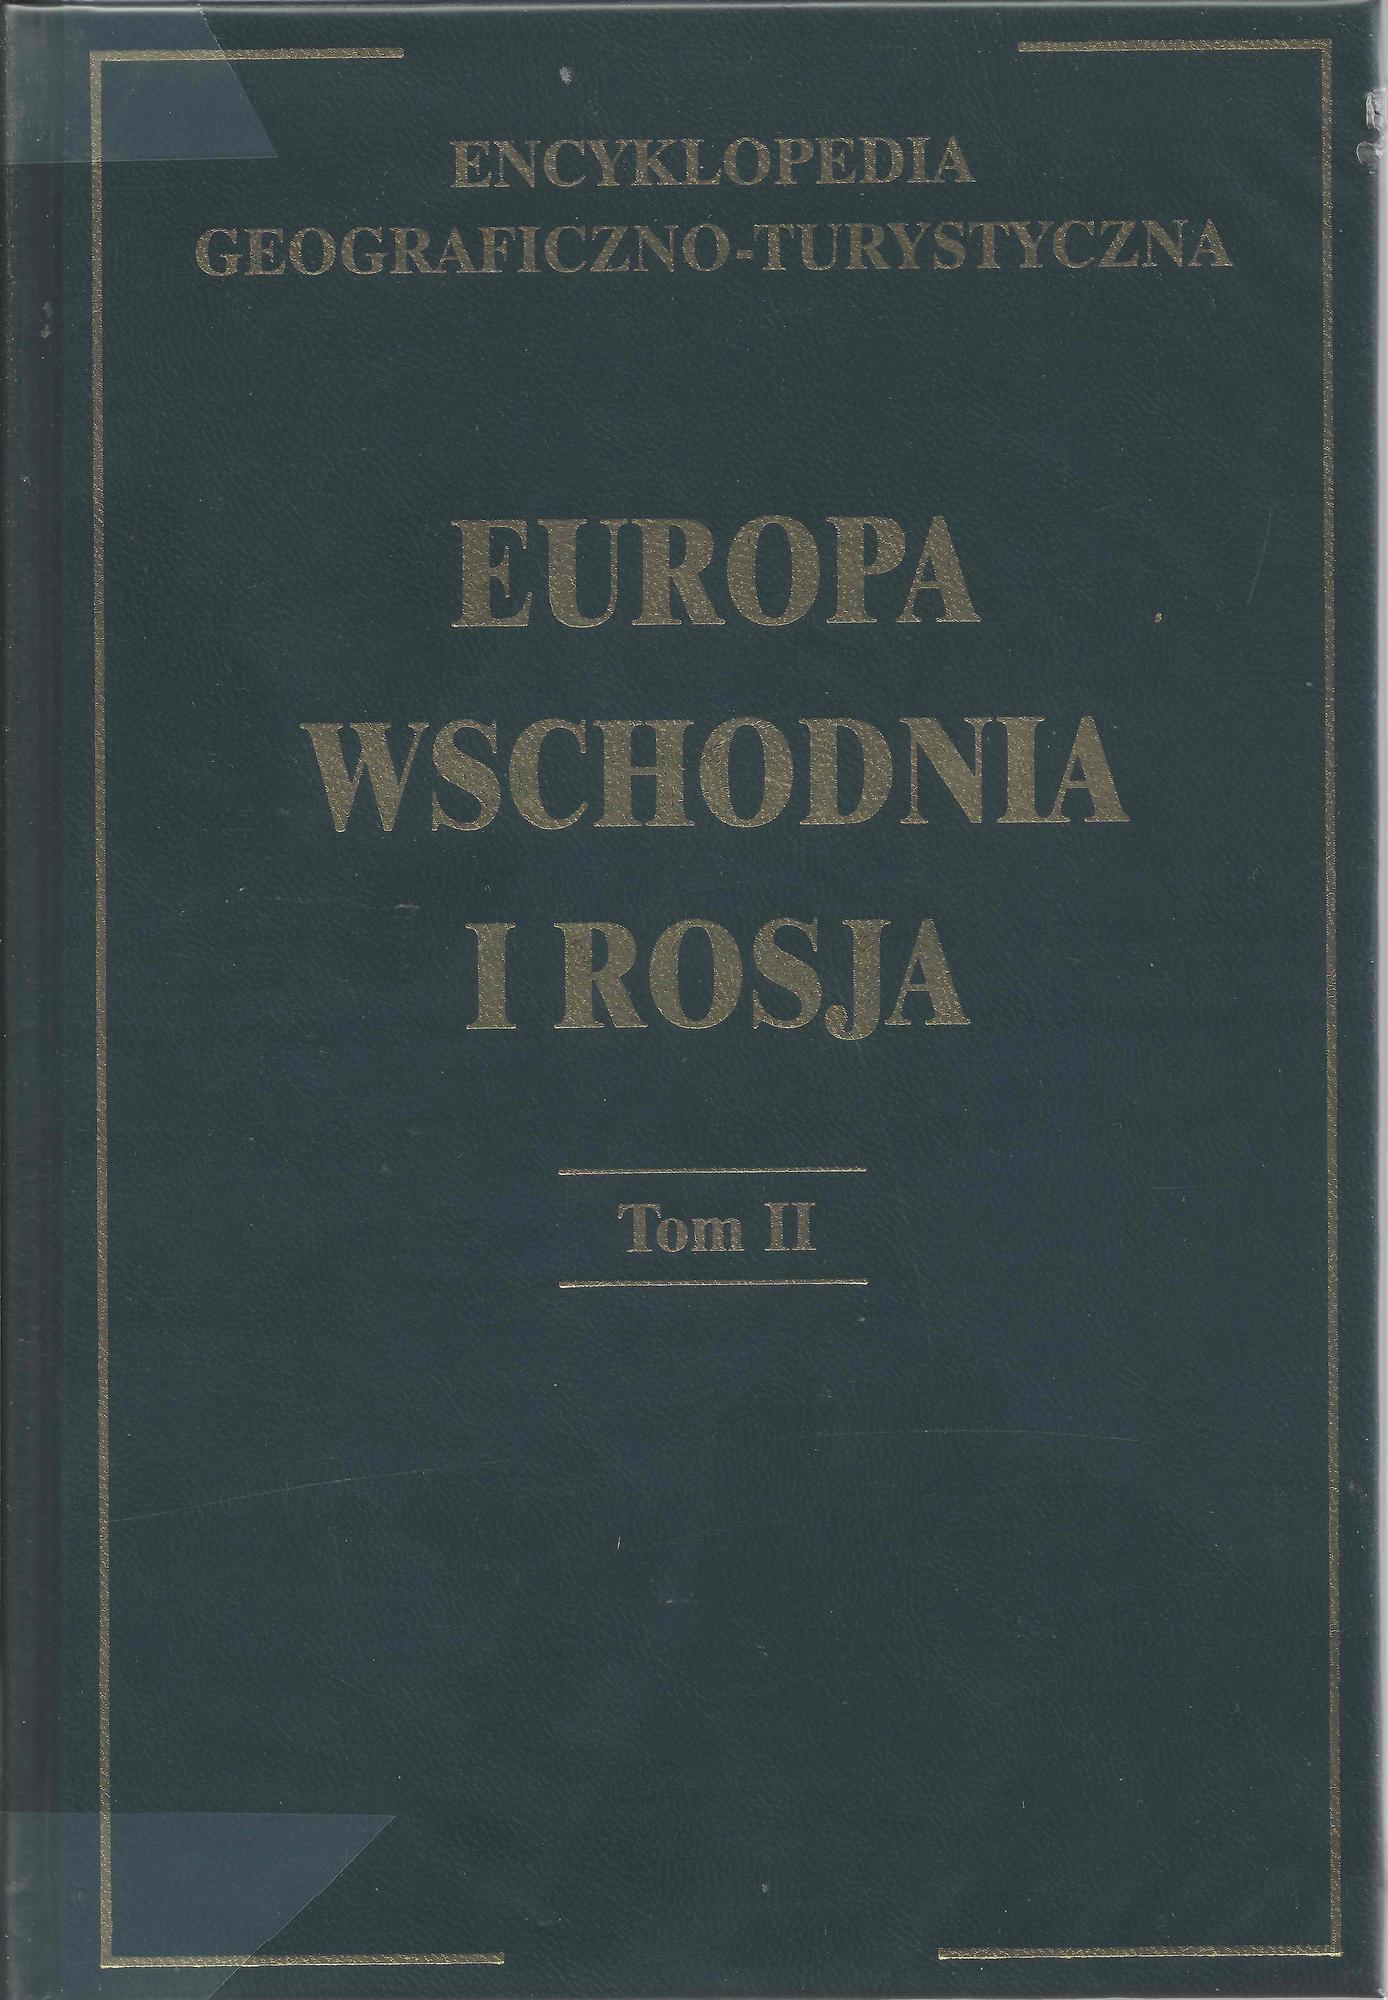 ENCYKLOPEDIA
GEOGRAFICZNO-TURYSTYCZNA
EUROPA
WSCHODNIA
I ROSJA
Tom II